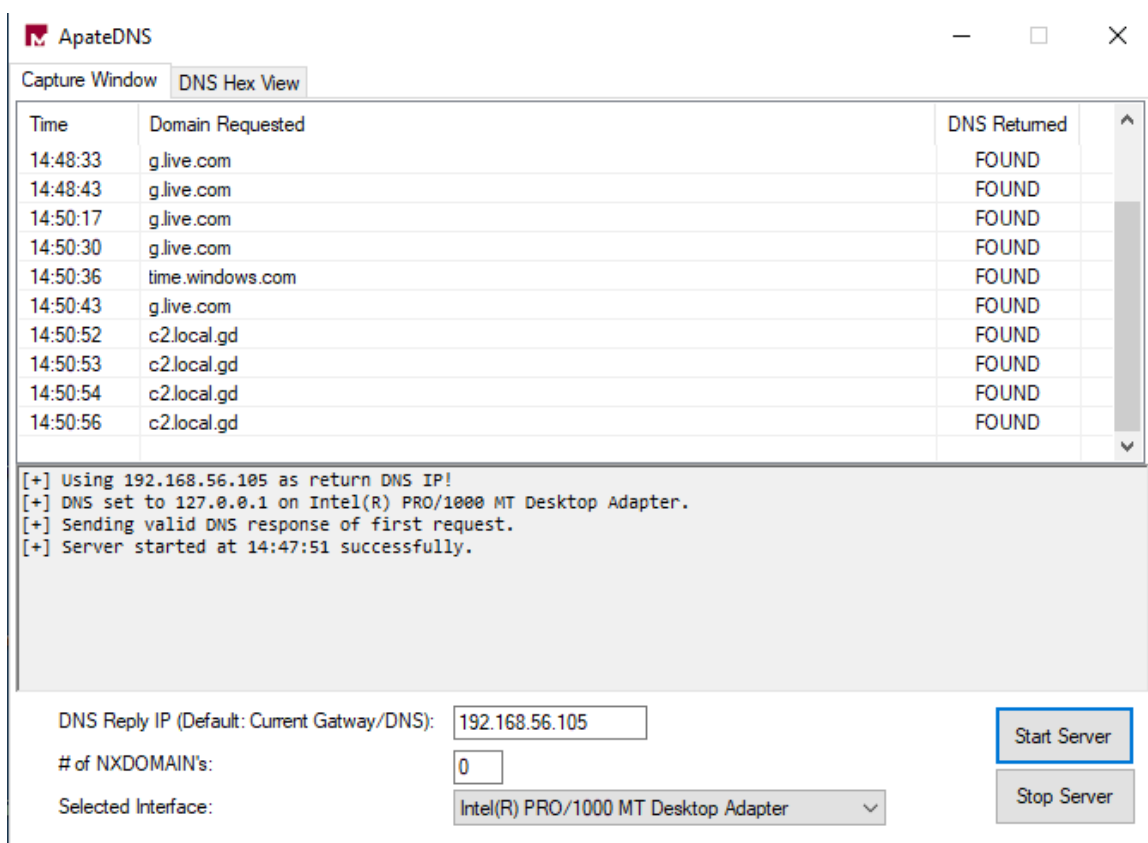 ApateDNS
Capture Window DNS Hex View
Time Domain Requested DNS Returned
14:48:33 g.live.com FOUND
14:48:43 g.live.com FOUND
14:50:17 g.live.com FOUND
14:50:30 g.live.com FOUND
14:50:36 time.windows.com FOUND
14:50:43 g.live.com FOUND
14:50:52 c2.local.gd FOUND
14:50:53 c2.local.gd FOUND
14:50:54 c2.local.gd FOUND
14:50:56 c2.local.gd FOUND
[+] Using 192.168.56.105 as return DNS IP!
[+] DNS set to 127.0.0.1 on Intel(R) PRO/1000 MT Desktop Adapter.
[+] Sending valid DNS response of first request.
[+] Server started at 14:47:51 successfully.
DNS Reply IP (Default: Current Gatway/DNS): 192.168.56.105
Start Server
# of NXDOMAIN's: 0
Selected Interface: Intel(R) PRO/1000 MT Desktop Adapter
Stop Server